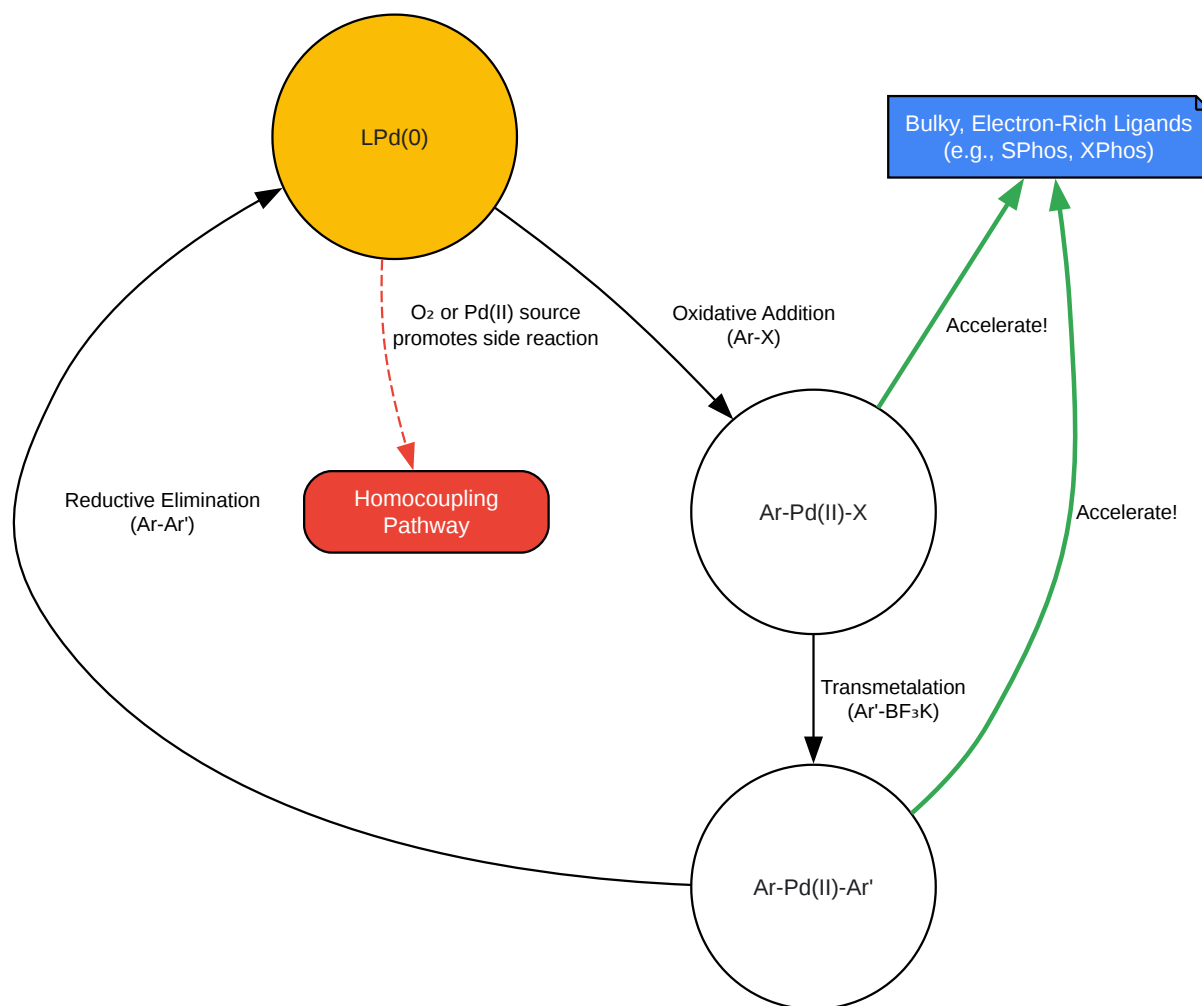 LPd(0)
Bulky, Electron-Rich Ligands
(e.g., SPhos, XPhos)
O₂ or Pd(II) source
promotes side reaction
Oxidative Addition
(Ar-X)
Accelerate!
Reductive Elimination
(Ar-Ar')
Homocoupling
Pathway
Ar-Pd(II)-X
Accelerate!
Transmetalation
(Ar'-BF₃K)
Ar-Pd(II)-Ar'